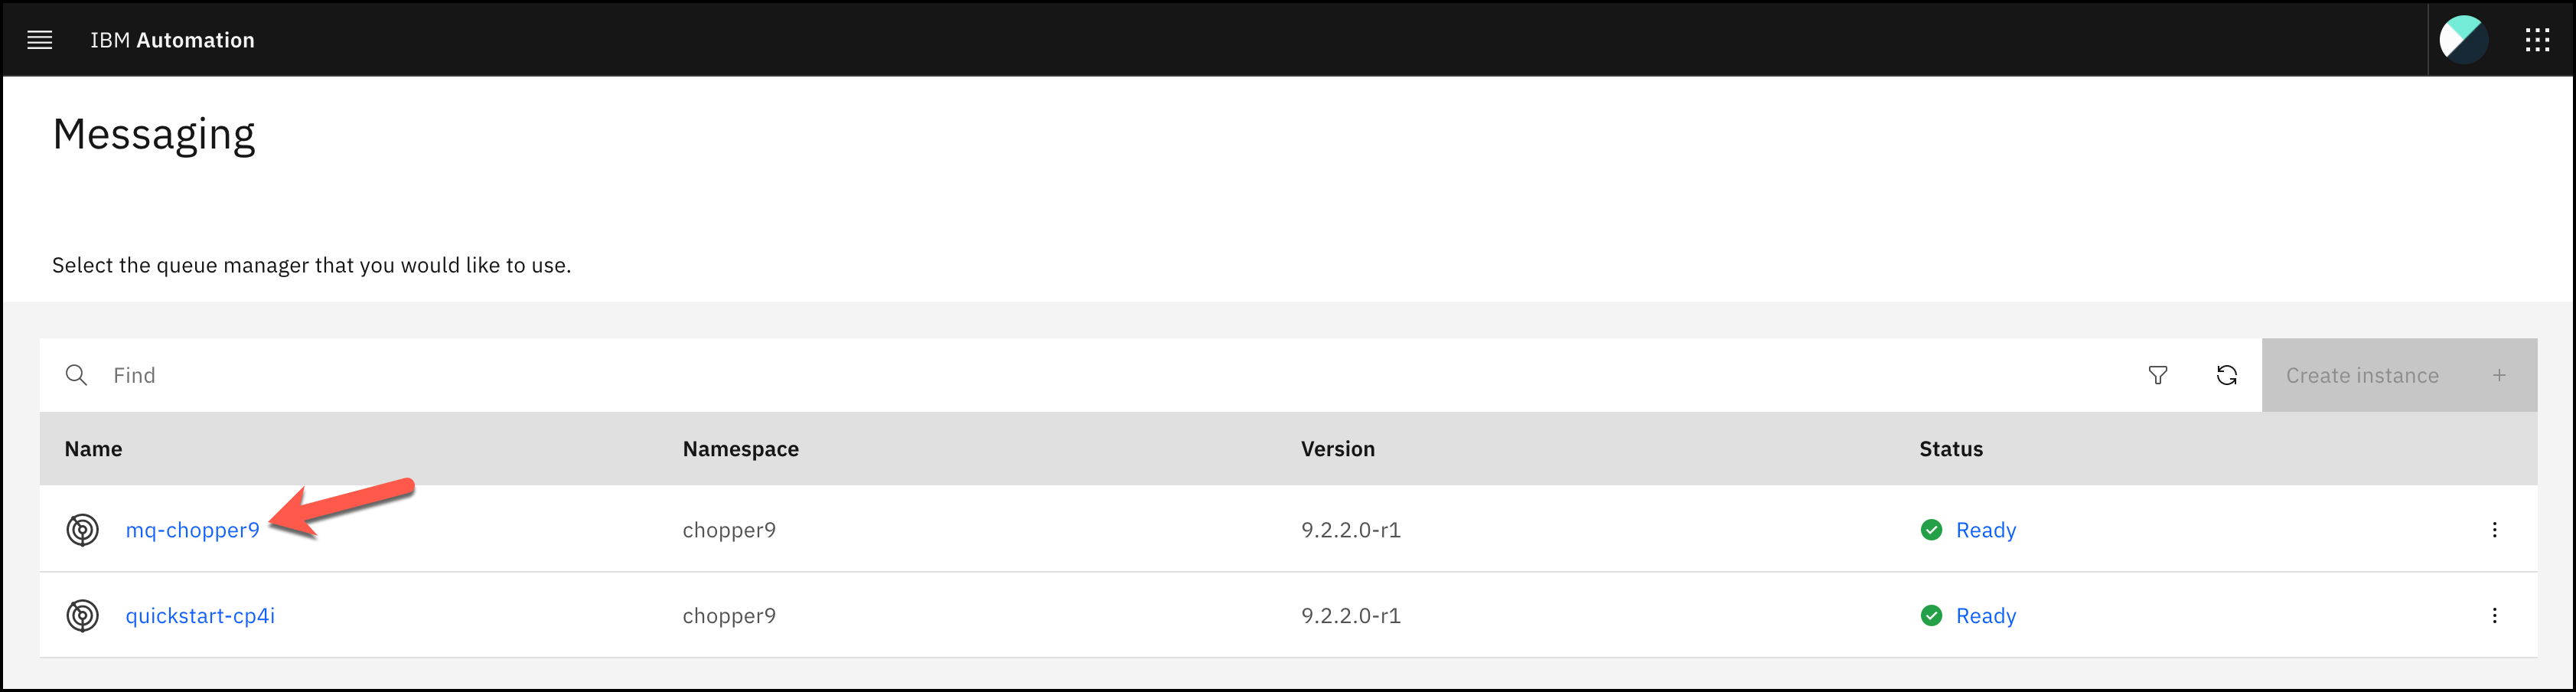 IBM Automation
Messaging
Select the queue manager that you would like to use.
Find
Create instance +
Name Namespace Version Status
mq-chopper9 chopper9 9.2.2.0-r1 Ready
quickstart-cp4i chopper9 9.2.2.0-r1 Ready